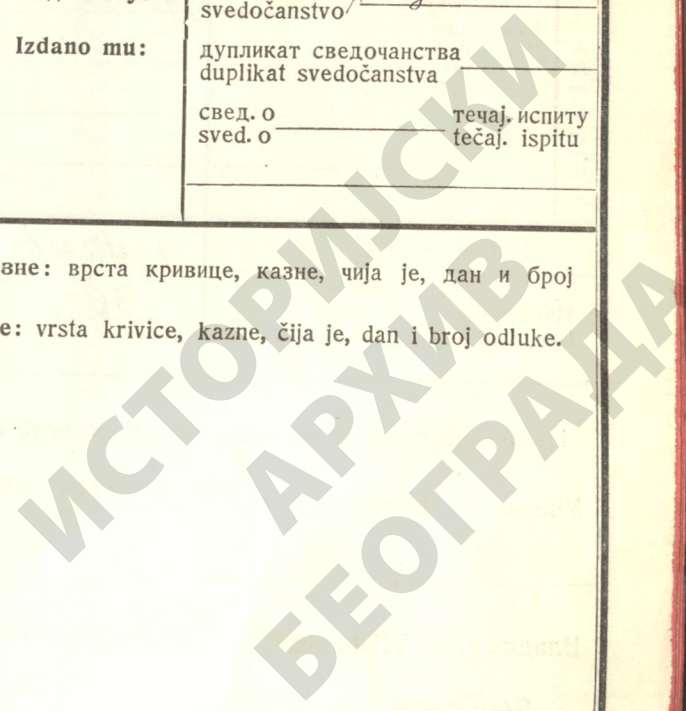 svedočanstvo
Izdano mu:
дупликат сведочанства
duplikat svedočanstva
свед. о течај. испиту
sved. o tečaj. ispitu
зне: врста кривице, казне, чија је, дан и број
e: vrsta krivice, kazne, čija je, dan i broj odluke.
ИСТОРИЈСКИ
АРХИВ
БЕОГРАДА